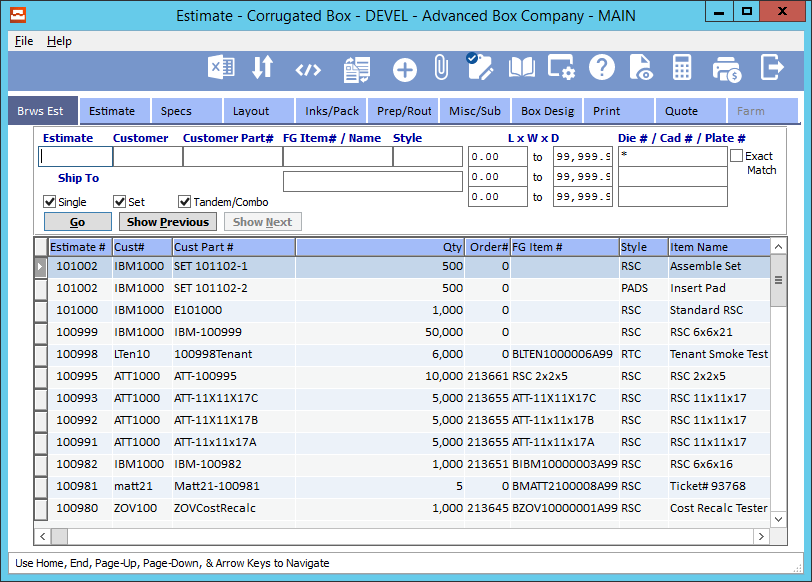 Estimate - Corrugated Box - DEVEL - Advanced Box Company - MAIN
File Help
Brws Est Estimate Specs Layout Inks/Pack Prep/Rout Misc/Sub Box Desig Print Quote Farm
Estimate Customer Customer Part# FG Item# / Name Style L x W x D Die # / Cad # / Plate #
0.00 to 99,999.9 * Exact Match
Ship To 0.00 to 99,999.9
Single Set Tandem/Combo 0.00 to 99,999.9
Go Show Previous Show Next
Estimate # Cust# Cust Part # Qty Order# FG Item # Style Item Name
101002 IBM1000 SET 101102-1 500 0 RSC Assemble Set
101002 IBM1000 SET 101102-2 500 0 PADS Insert Pad
101000 IBM1000 E101000 1,000 0 RSC Standard RSC
100999 IBM1000 IBM-100999 50,000 0 RSC RSC 6x6x21
100998 LTen10 100998Tenant 6,000 0 BLTEN1000006A99 RTC Tenant Smoke Test
100995 ATT1000 ATT-100995 10,000 213661 RSC 2x2x5 RSC RSC 2x2x5
100993 ATT1000 ATT-11X11X17C 5,000 213655 ATT-11X11X17C RSC RSC 11x11x17
100992 ATT1000 ATT-11X11X17B 5,000 213655 ATT-11x11x17B RSC RSC 11x11x17
100991 ATT1000 ATT-11x11x17A 5,000 213655 ATT-11x11x17A RSC RSC 11x11x17
100982 IBM1000 IBM-100982 1,000 213651 BIBM10000003A99 RSC RSC 6x6x16
100981 matt21 Matt21-100981 5 0 BMATT2100008A99 RSC Ticket# 93768
100980 ZOV100 ZOVCostRecalc 1,000 213645 BZOV10000001A99 RSC Cost Recalc Tester
Use Home, End, Page-Up, Page-Down, & Arrow Keys to Navigate